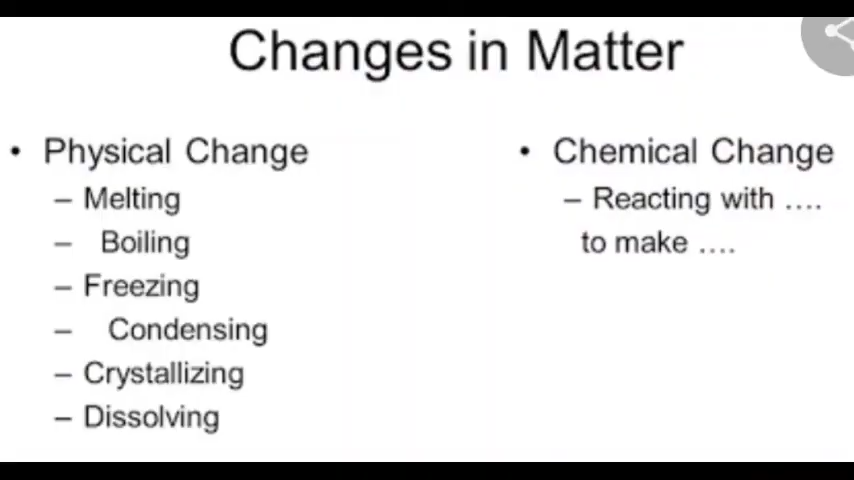 Changes in Matter
• Physical Change
– Melting
– Boiling
– Freezing
– Condensing
– Crystallizing
– Dissolving
• Chemical Change
– Reacting with ....
to make ....